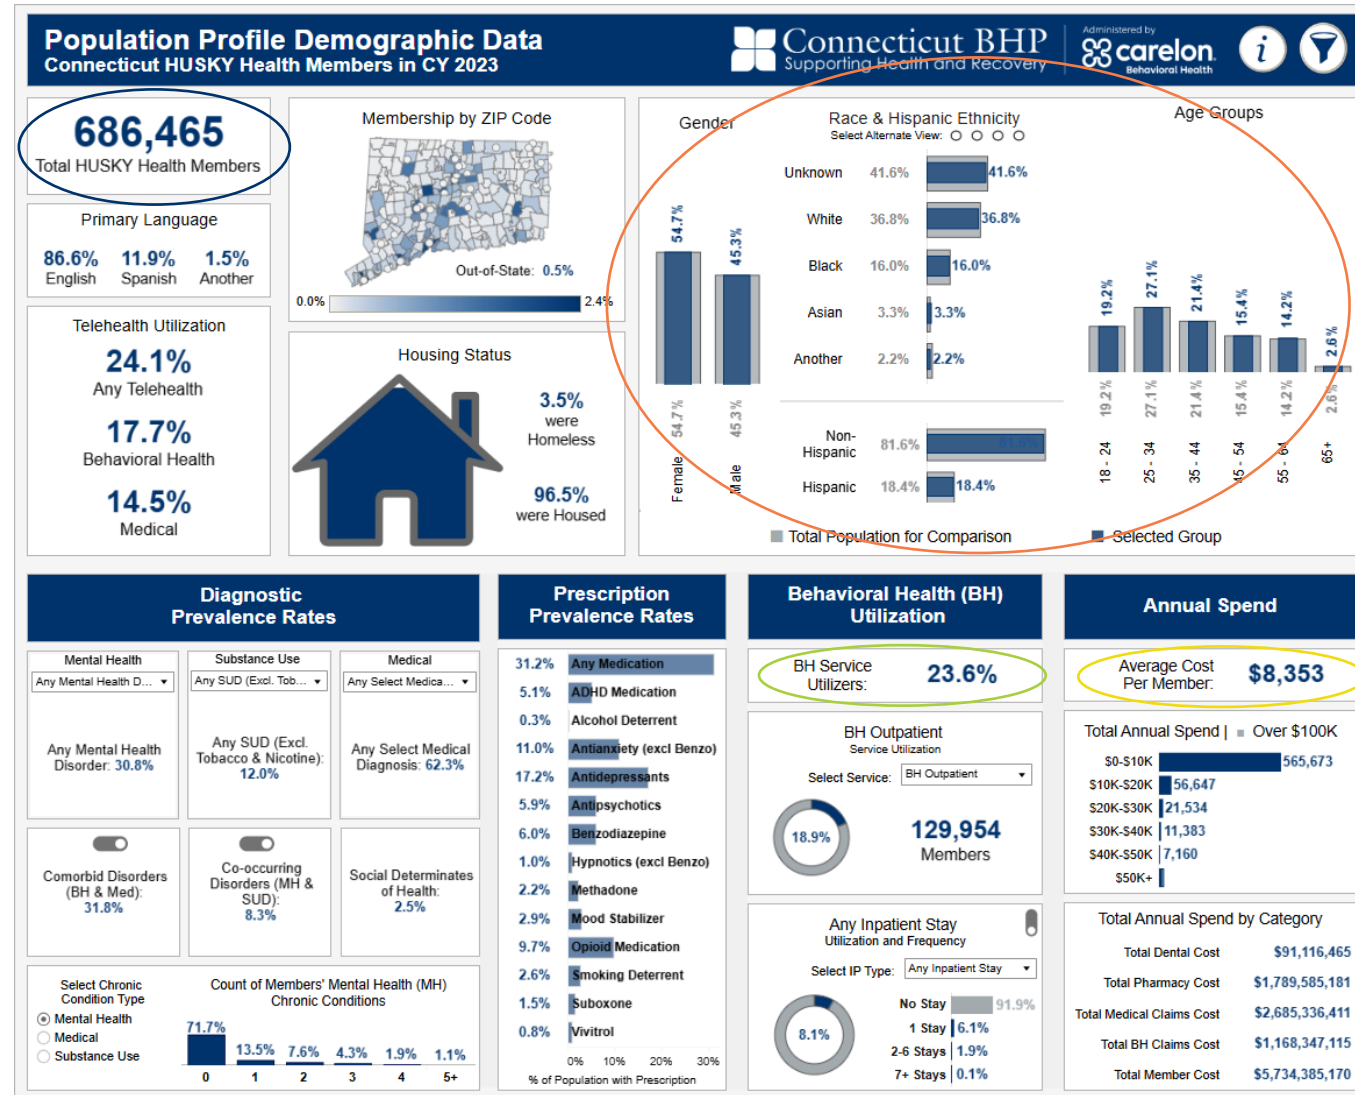 Population Profile Demographic Data
Connecticut HUSKY Health Members in CY 2023
Connecticut BHP
Supporting Health and Recovery
Administered by
carelon
Behavioral Health
i
686,465
Total HUSKY Health Members
Primary Language
86.6% 11.9% 1.5%
English Spanish Another
Telehealth Utilization
24.1%
Any Telehealth
17.7%
Behavioral Health
14.5%
Medical
Membership by ZIP Code
Out-of-State: 0.5%
0.0% 2.4%
Housing Status
3.5%
were
Homeless
96.5%
were Housed
Gender
54.7% 45.3%
54.7% 45.3%
Female Male
Race & Hispanic Ethnicity
Select Alternate View:
Unknown 41.6% 41.6%
White 36.8% 36.8%
Black 16.0% 16.0%
Asian 3.3% 3.3%
Another 2.2% 2.2%
Non-
Hispanic 81.6% 81.6%
Hispanic 18.4% 18.4%
Age Groups
19.2% 27.1% 21.4% 15.4% 14.2% 2.6%
19.2% 27.1% 21.4% 15.4% 14.2% 2.6%
18 - 24 25 - 34 35 - 44 45 - 54 55 - 64 65+
Total Population for Comparison Selected Group
Diagnostic
Prevalence Rates
Mental Health
Any Mental Health D...
Any Mental Health
Disorder: 30.8%
Substance Use
Any SUD (Excl. Tob...
Any SUD (Excl.
Tobacco & Nicotine):
12.0%
Medical
Any Select Medica...
Any Select Medical
Diagnosis: 62.3%
Comorbid Disorders
(BH & Med):
31.8%
Co-occurring
Disorders (MH &
SUD):
8.3%
Social Determinates
of Health:
2.5%
Select Chronic
Condition Type
Mental Health
Medical
Substance Use
Count of Members' Mental Health (MH)
Chronic Conditions
71.7% 13.5% 7.6% 4.3% 1.9% 1.1%
0 1 2 3 4 5+
Prescription
Prevalence Rates
31.2% Any Medication
5.1% ADHD Medication
0.3% Alcohol Deterrent
11.0% Antianxiety (excl Benzo)
17.2% Antidepressants
5.9% Antipsychotics
6.0% Benzodiazepine
1.0% Hypnotics (excl Benzo)
2.2% Methadone
2.9% Mood Stabilizer
9.7% Opioid Medication
2.6% Smoking Deterrent
1.5% Suboxone
0.8% Vivitrol
0% 10% 20% 30%
% of Population with Prescription
Behavioral Health (BH)
Utilization
BH Service
Utilizers: 23.6%
BH Outpatient
Service Utilization
Select Service: BH Outpatient
18.9%
129,954
Members
Any Inpatient Stay
Utilization and Frequency
Select IP Type: Any Inpatient Stay
8.1%
No Stay 91.9%
1 Stay 6.1%
2-6 Stays 1.9%
7+ Stays 0.1%
Annual Spend
Average Cost
Per Member: $8,353
Total Annual Spend | Over $100K
$0-$10K 565,673
$10K-$20K 56,647
$20K-$30K 21,534
$30K-$40K 11,383
$40K-$50K 7,160
$50K+
Total Annual Spend by Category
Total Dental Cost $91,116,465
Total Pharmacy Cost $1,789,585,181
Total Medical Claims Cost $2,685,336,411
Total BH Claims Cost $1,168,347,115
Total Member Cost $5,734,385,170